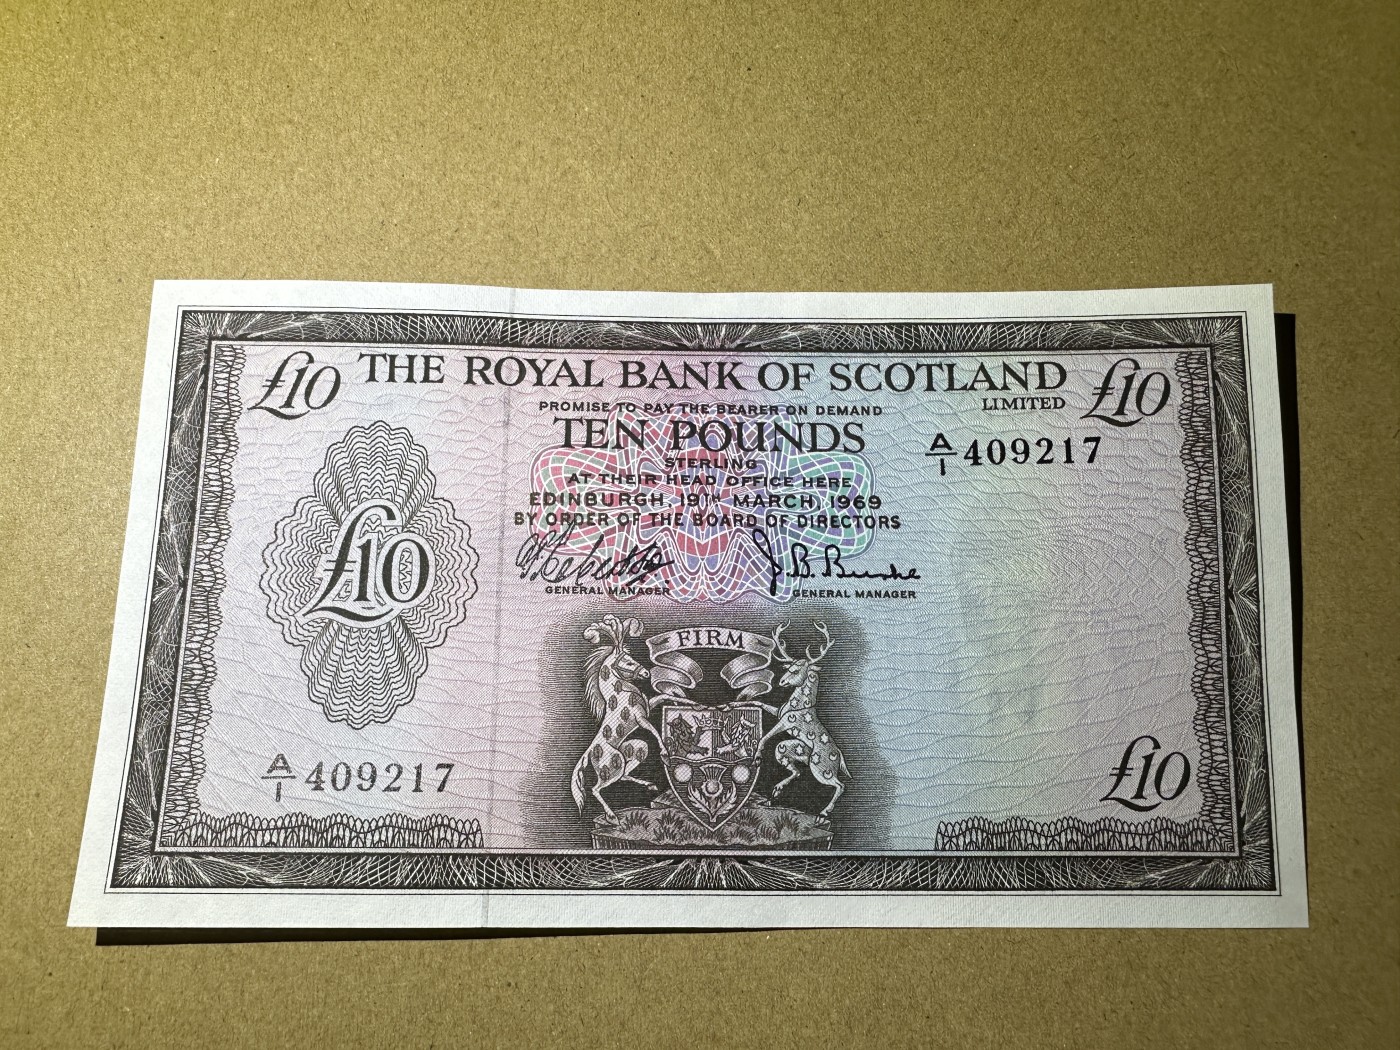 £10 THE ROYAL BANK OF SCOTLAND £10
LIMITED
PROMISE TO PAY THE BEARER ON DEMAND
TEN POUNDS
A/1 409217
STERLING
AT THEIR HEAD OFFICE HERE
EDINBURGH 19TH MARCH 1969
BY ORDER OF THE BOARD OF DIRECTORS
£10
J. B. Burke
GENERAL MANAGER GENERAL MANAGER
FIRM
A/1 409217
£10